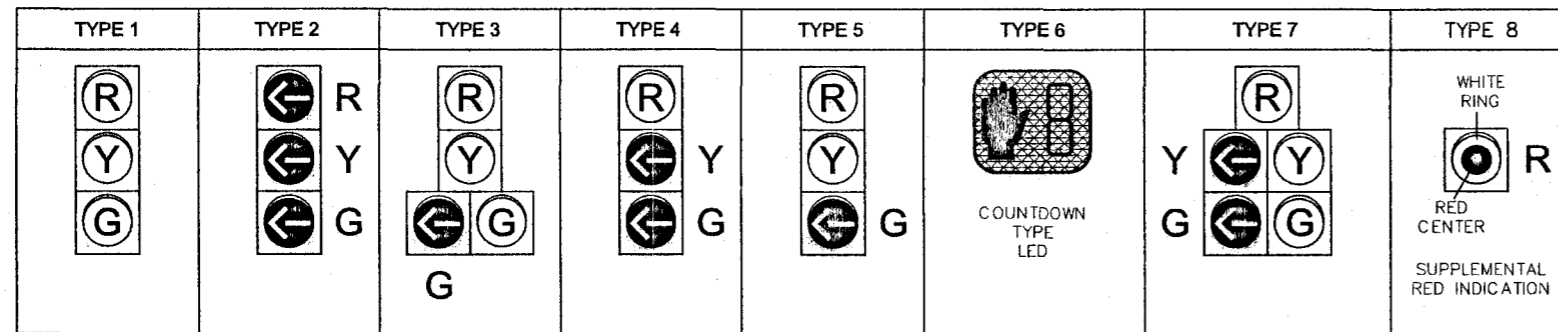 TYPE 1
R
Y
G
TYPE 2
R
Y
G
TYPE 3
R
Y
G
G
TYPE 4
R
Y
G
TYPE 5
R
Y
G
TYPE 6
8
COUNTDOWN
TYPE
LED
TYPE 7
R
Y Y
G G
TYPE 8
WHITE
RING
R
RED
CENTER
SUPPLEMENTAL
RED INDICATION